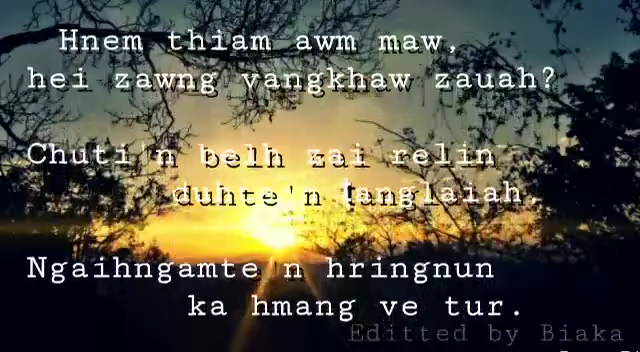 Hnem thiam awm maw,
hei zawng vangkhaw zauah?
Chuti'n belh zai relin
duhte'n ṭanglaiah.
Ngaihngamte'n hringnun
ka hmang ve tur.
Editted by Biaka